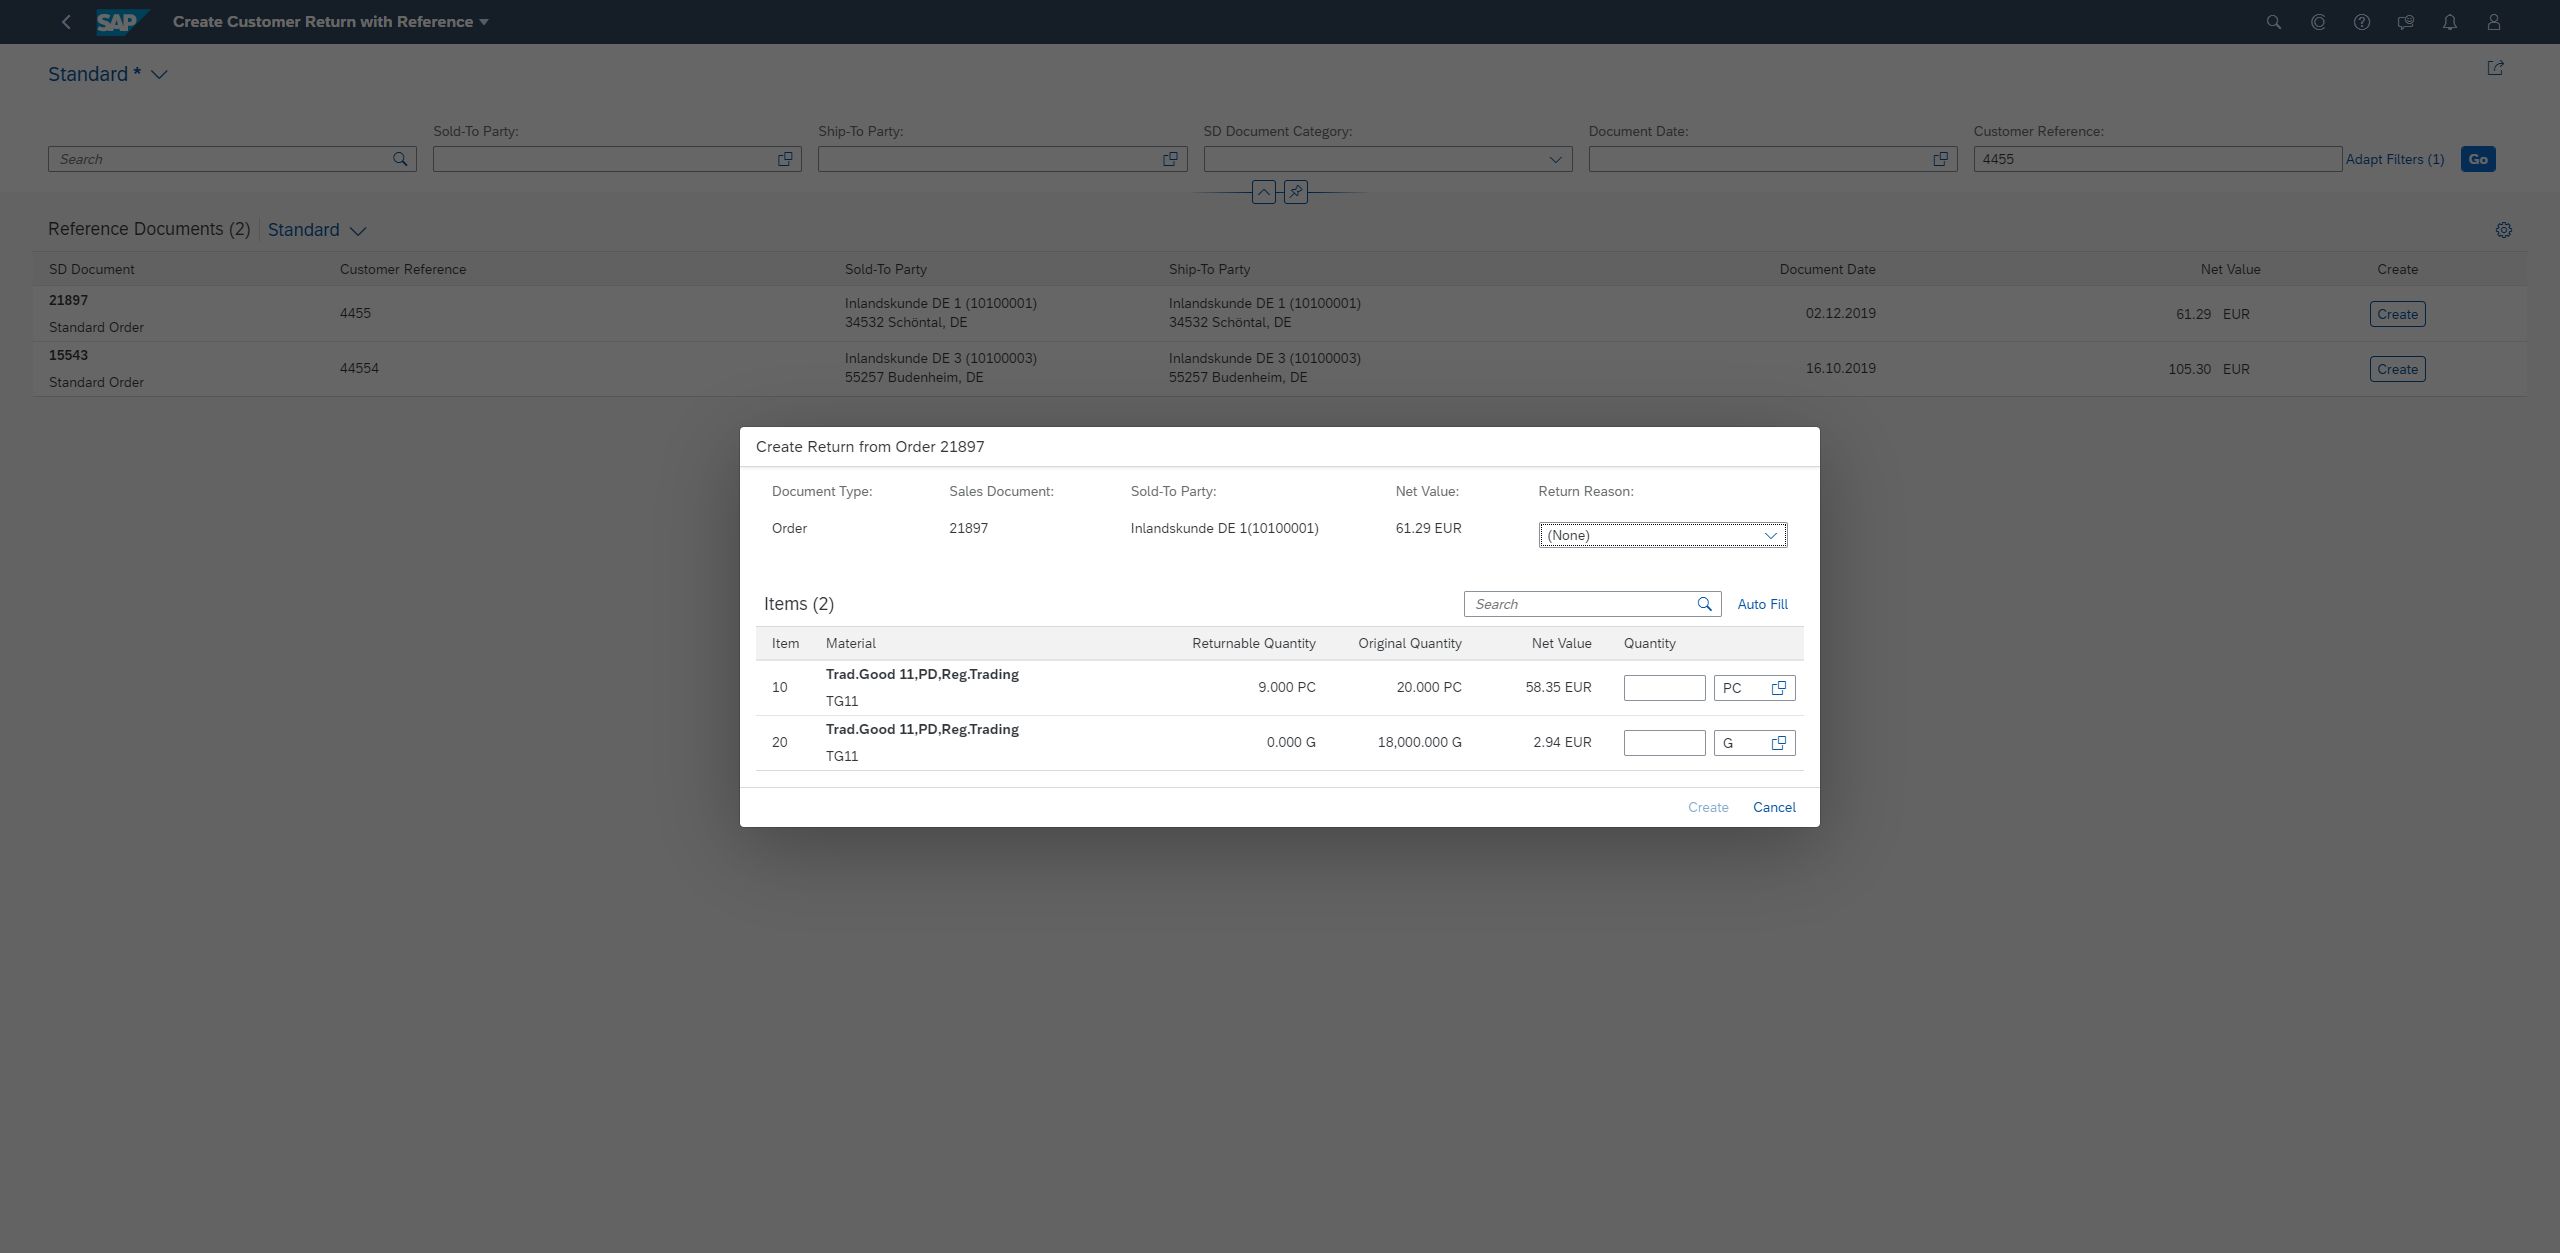 SAP Create Customer Return with Reference
Standard *
Sold-To Party: Ship-To Party: SD Document Category: Document Date: Customer Reference:
Search 4455 Adapt Filters (1) Go
Reference Documents (2) Standard
SD Document Customer Reference Sold-To Party Ship-To Party Document Date Net Value Create
21897
Standard Order
4455
Inlandskunde DE 1 (10100001)
34532 Schöntal, DE
Inlandskunde DE 1 (10100001)
34532 Schöntal, DE
02.12.2019 61.29 EUR Create
15543
Standard Order
44554
Inlandskunde DE 3 (10100003)
55257 Budenheim, DE
Inlandskunde DE 3 (10100003)
55257 Budenheim, DE
16.10.2019 105.30 EUR Create
Create Return from Order 21897
Document Type: Sales Document: Sold-To Party: Net Value: Return Reason:
Order 21897 Inlandskunde DE 1(10100001) 61.29 EUR (None)
Items (2) Search Auto Fill
Item Material Returnable Quantity Original Quantity Net Value Quantity
10
Trad.Good 11,PD,Reg.Trading
TG11
9.000 PC 20.000 PC 58.35 EUR PC
20
Trad.Good 11,PD,Reg.Trading
TG11
0.000 G 18,000.000 G 2.94 EUR G
Create Cancel